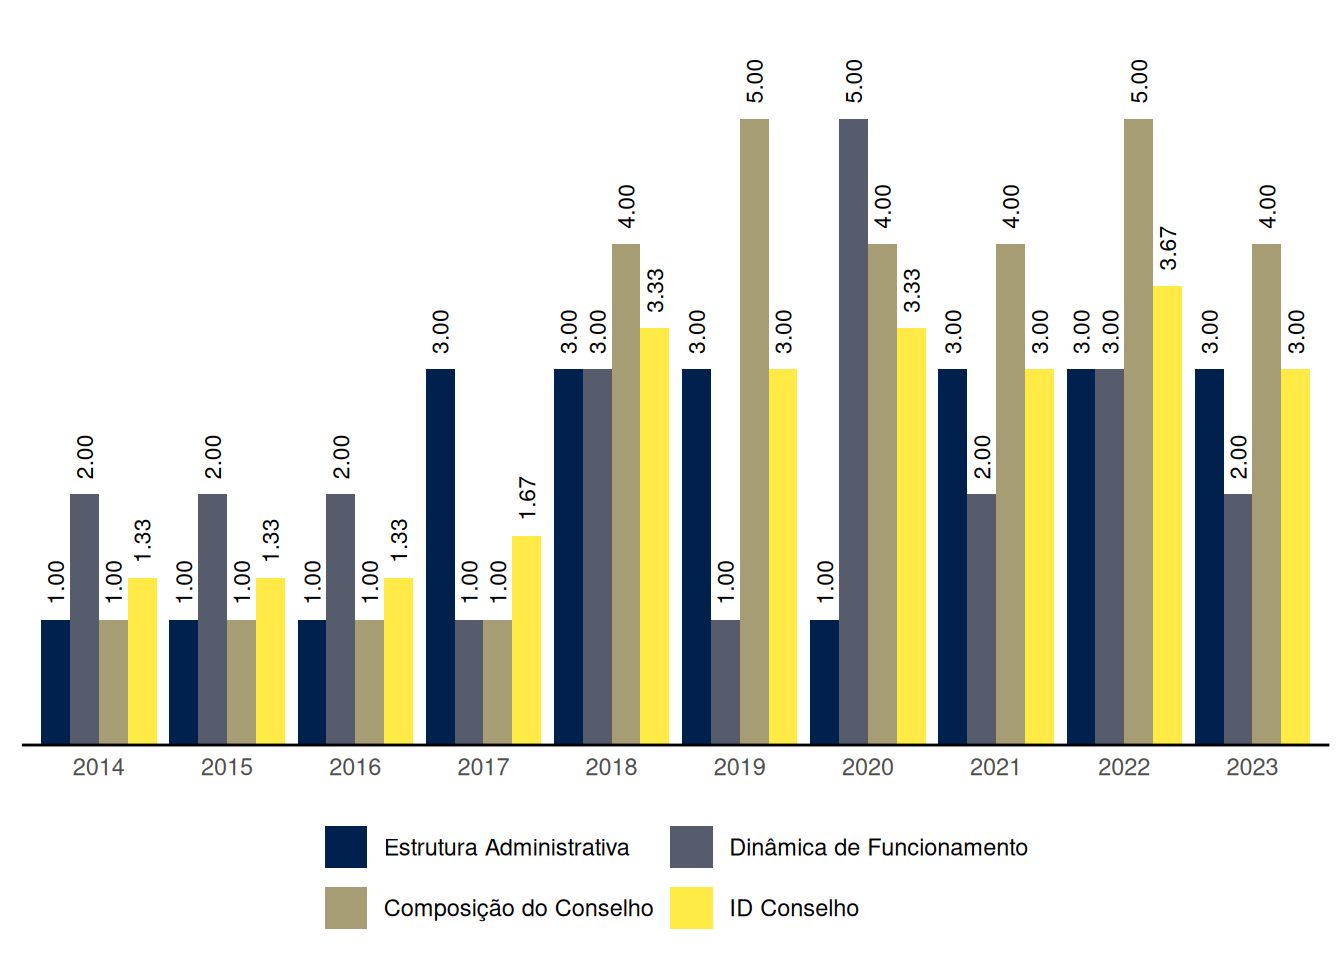 5.00 5.00 5.00
4.00 4.00 4.00 4.00
3.67
3.33 3.33
3.00 3.00 3.00 3.00 3.00 3.00 3.00 3.00 3.00 3.00 3.00
2.00 2.00 2.00 2.00 2.00
1.67
1.33 1.33 1.33
1.00 1.00 1.00 1.00 1.00 1.00 1.00 1.00 1.00 1.00
2014 2015 2016 2017 2018 2019 2020 2021 2022 2023
Estrutura Administrativa Dinâmica de Funcionamento
Composição do Conselho ID Conselho